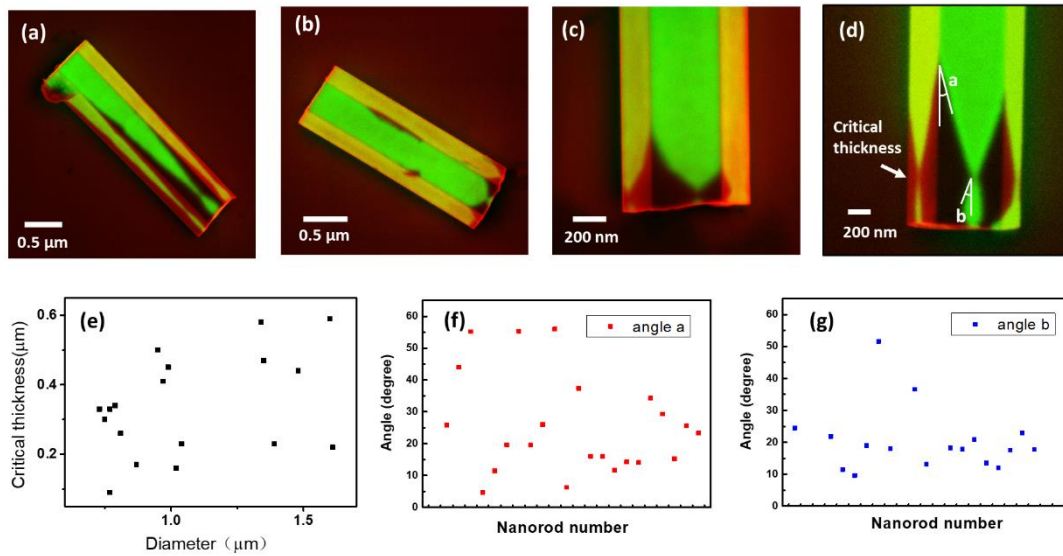 (a)
0.5 μm
(b)
0.5 μm
(c)
200 nm
(d)
a
Critical
thickness
b
200 nm
(e)
Critical thickness(μm)
0.6
0.4
0.2
1.0
1.5
Diameter（μm）
(f)
angle a
Angle (degree)
60
50
40
30
20
10
0
Nanorod number
(g)
angle b
Angle (degree)
60
50
40
30
20
10
0
Nanorod number